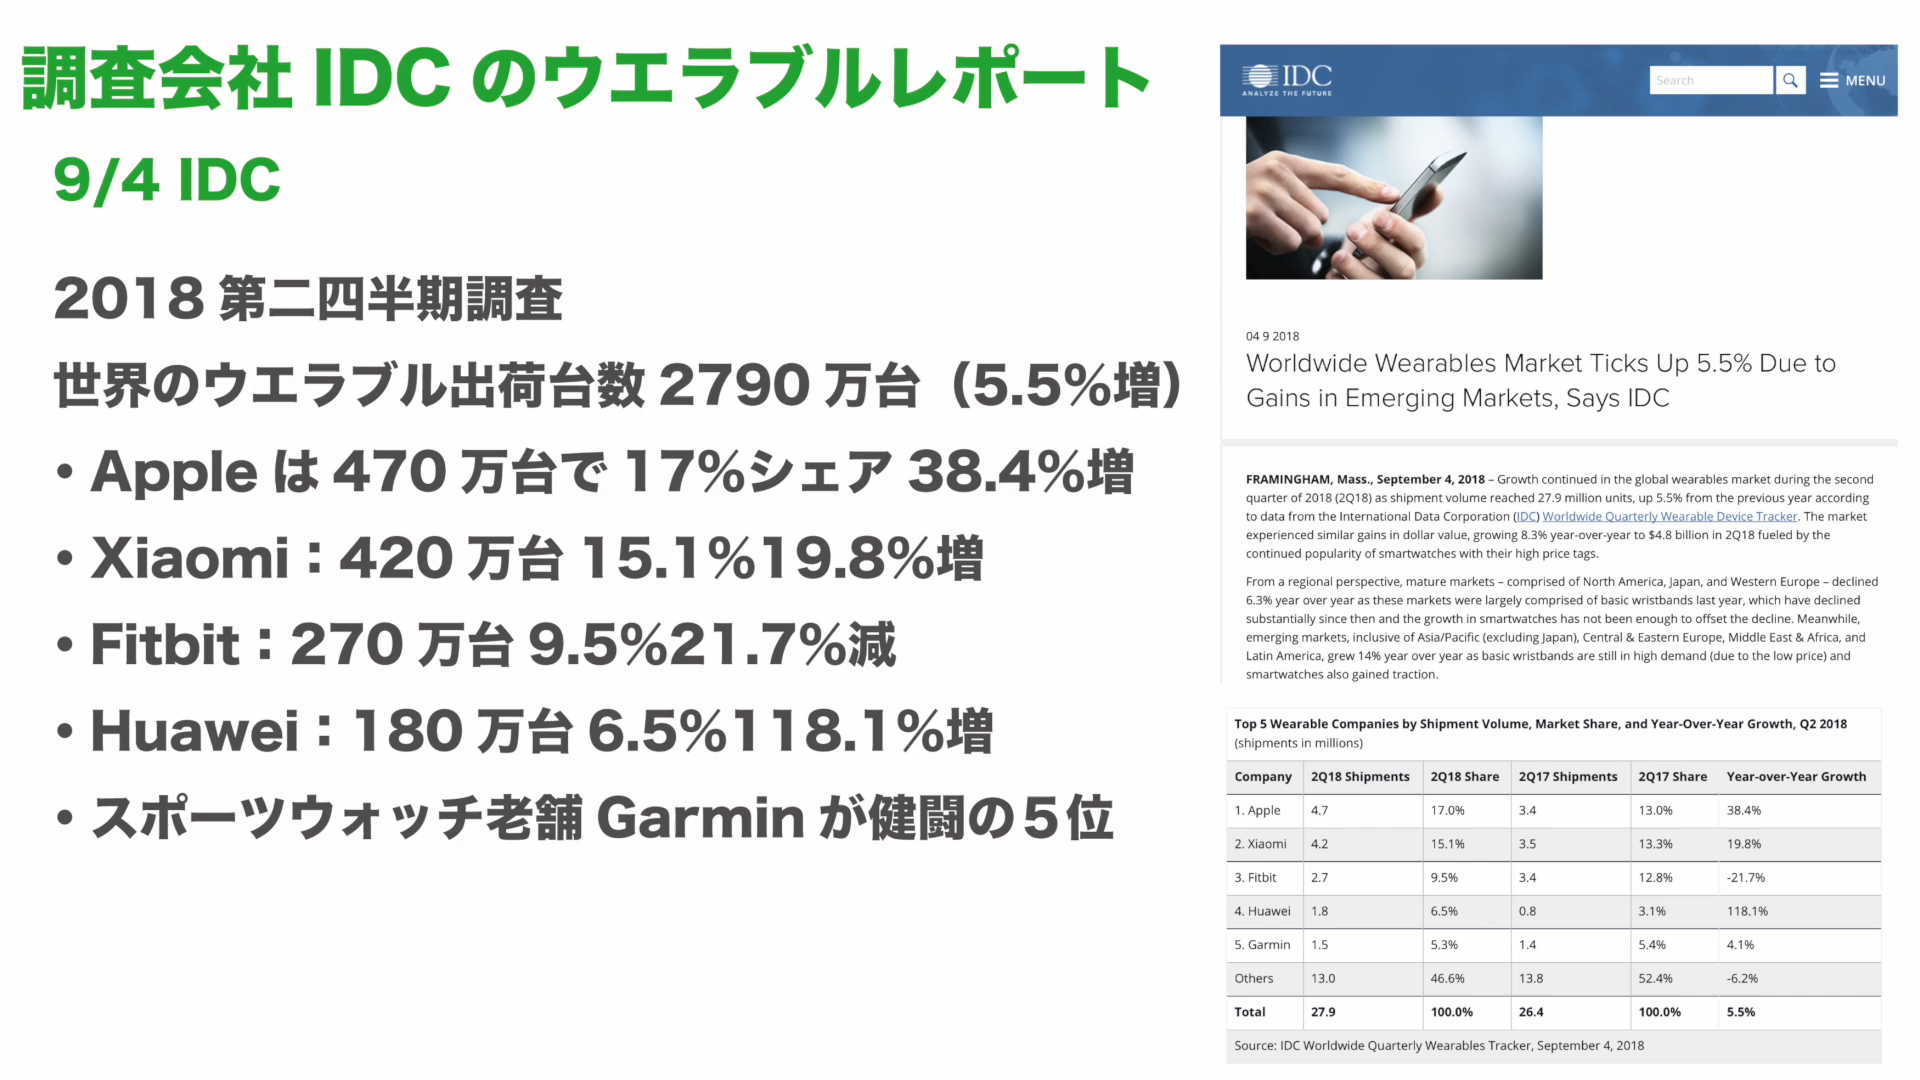 調査会社 IDC のウエラブルレポート
9/4 IDC
2018 第二四半期調査
世界のウエラブル出荷台数 2790 万台（5.5%増）
・Apple は 470 万台で 17%シェア 38.4%増
・Xiaomi：420 万台 15.1%19.8%増
・Fitbit：270 万台 9.5%21.7%減
・Huawei：180 万台 6.5%118.1%増
・スポーツウォッチ老舗 Garmin が健闘の５位
IDC
ANALYZE THE FUTURE
Search
MENU
04 9 2018
Worldwide Wearables Market Ticks Up 5.5% Due to
Gains in Emerging Markets, Says IDC
FRAMINGHAM, Mass., September 4, 2018 – Growth continued in the global wearables market during the second
quarter of 2018 (2Q18) as shipment volume reached 27.9 million units, up 5.5% from the previous year according
to data from the International Data Corporation (IDC) Worldwide Quarterly Wearable Device Tracker. The market
experienced similar gains in dollar value, growing 8.3% year-over-year to $4.8 billion in 2Q18 fueled by the
continued popularity of smartwatches with their high price tags.
From a regional perspective, mature markets – comprised of North America, Japan, and Western Europe – declined
6.3% year over year as these markets were largely comprised of basic wristbands last year, which have declined
substantially since then and the growth in smartwatches has not been enough to offset the decline. Meanwhile,
emerging markets, inclusive of Asia/Pacific (excluding Japan), Central & Eastern Europe, Middle East & Africa, and
Latin America, grew 14% year over year as basic wristbands are still in high demand (due to the low price) and
smartwatches also gained traction.
Top 5 Wearable Companies by Shipment Volume, Market Share, and Year-Over-Year Growth, Q2 2018
(shipments in millions)
Company 2Q18 Shipments 2Q18 Share 2Q17 Shipments 2Q17 Share Year-over-Year Growth
1. Apple 4.7 17.0% 3.4 13.0% 38.4%
2. Xiaomi 4.2 15.1% 3.5 13.3% 19.8%
3. Fitbit 2.7 9.5% 3.4 12.8% -21.7%
4. Huawei 1.8 6.5% 0.8 3.1% 118.1%
5. Garmin 1.5 5.3% 1.4 5.4% 4.1%
Others 13.0 46.6% 13.8 52.4% -6.2%
Total 27.9 100.0% 26.4 100.0% 5.5%
Source: IDC Worldwide Quarterly Wearables Tracker, September 4, 2018